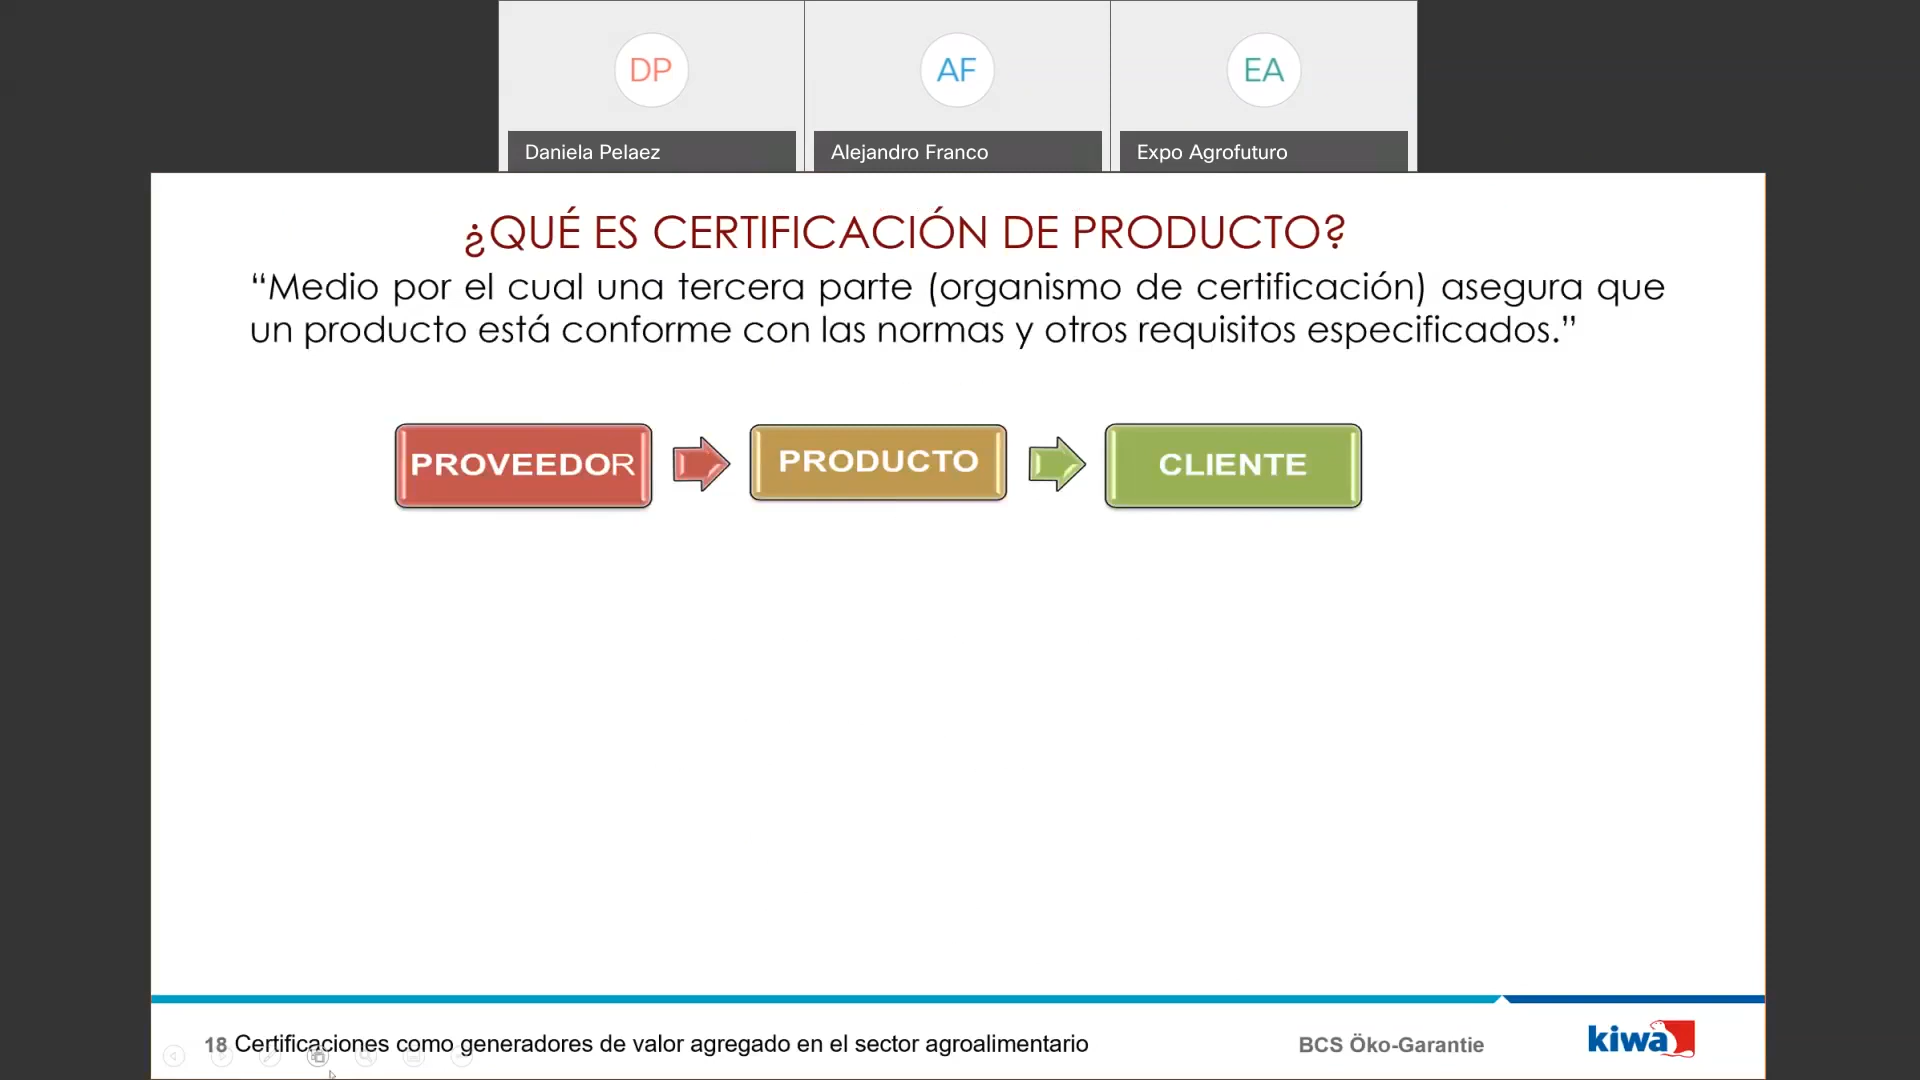 DP
AF
EA
Daniela Pelaez
Alejandro Franco
Expo Agrofuturo
¿QUÉ ES CERTIFICACIÓN DE PRODUCTO?
“Medio por el cual una tercera parte (organismo de certificación) asegura que
un producto está conforme con las normas y otros requisitos especificados.”
PROVEEDOR
PRODUCTO
CLIENTE
18 Certificaciones como generadores de valor agregado en el sector agroalimentario
BCS Öko-Garantie
kiwa